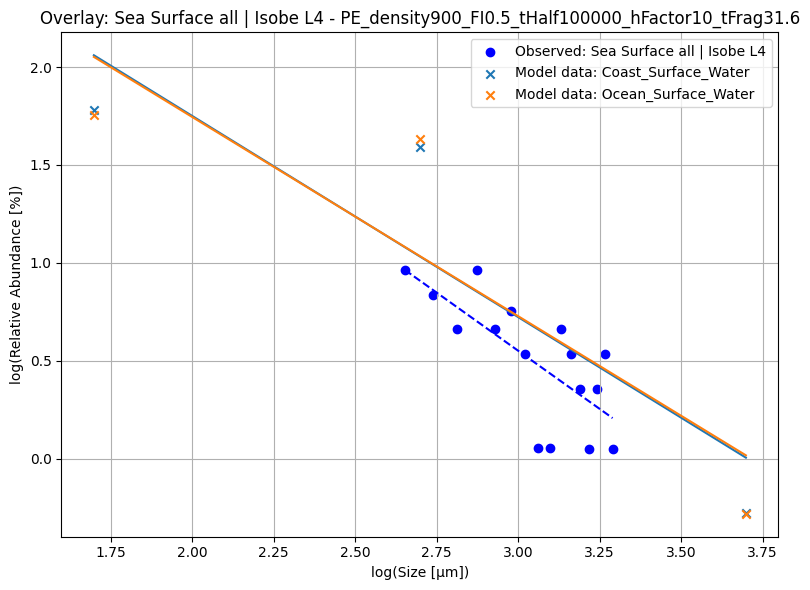 Overlay: Sea Surface all | Isobe L4 - PE_density900_FI0.5_tHalf100000_hFactor10_tFrag31.6
Observed: Sea Surface all | Isobe L4
Model data: Coast_Surface_Water
Model data: Ocean_Surface_Water
log(Relative Abundance [%])
2.0
1.5
1.0
0.5
0.0
1.75 2.00 2.25 2.50 2.75 3.00 3.25 3.50 3.75
log(Size [µm])